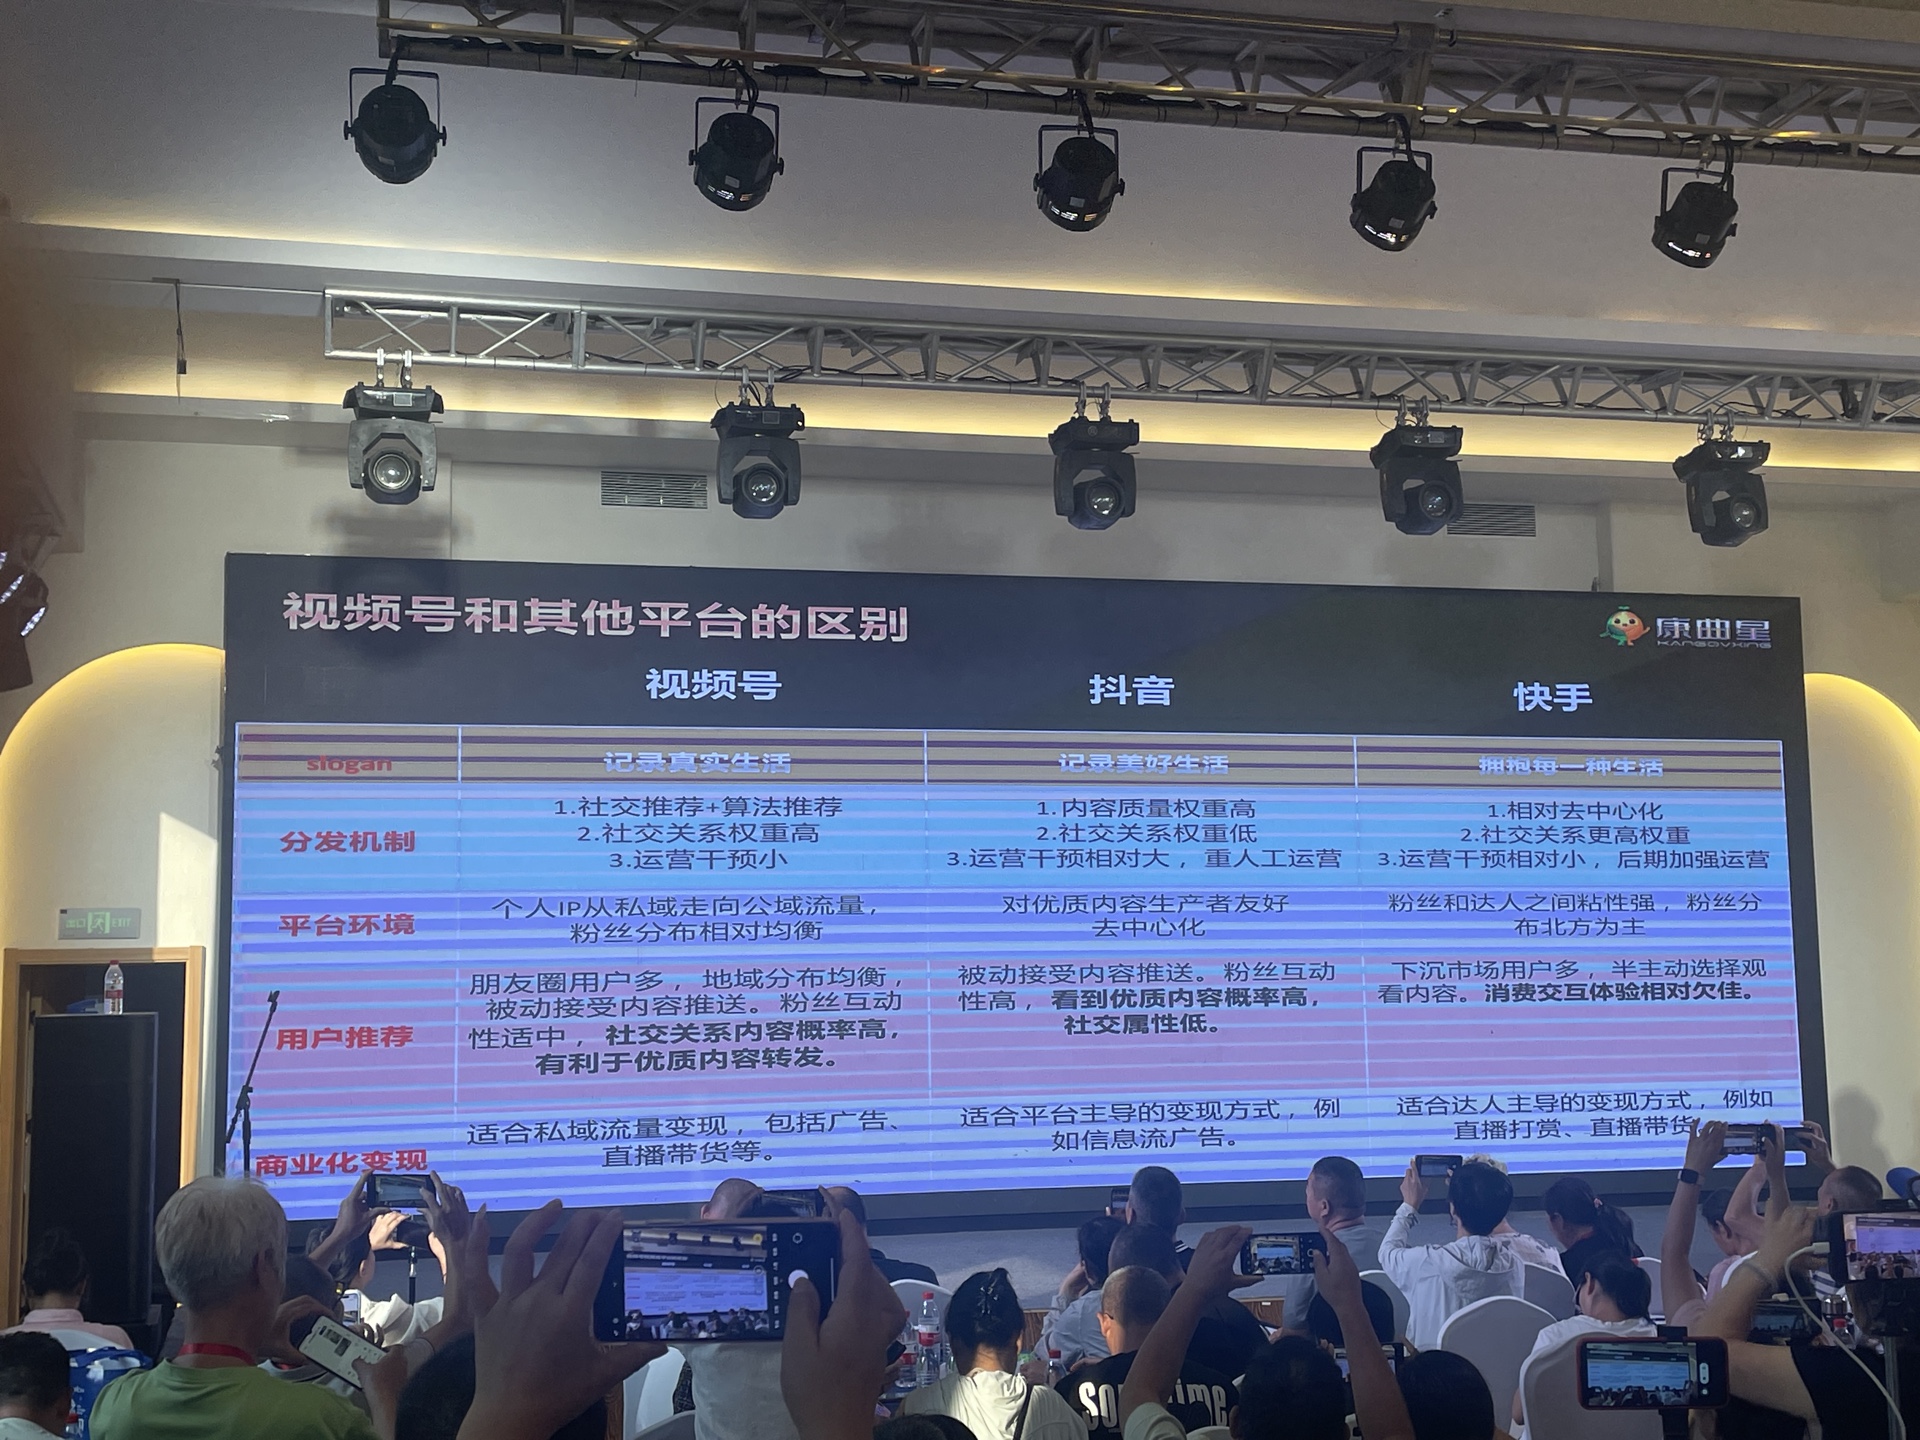 视频号和其他平台的区别
康曲星
KANGQVXING
视频号
抖音
快手
slogan
记录真实生活
记录美好生活
拥抱每一种生活
分发机制
1.社交推荐+算法推荐
2.社交关系权重高
3.运营干预小
1.内容质量权重高
2.社交关系权重低
3.运营干预相对大，重人工运营
1.相对去中心化
2.社交关系更高权重
3.运营干预相对小，后期加强运营
平台环境
个人IP从私域走向公域流量，
粉丝分布相对均衡
对优质内容生产者友好
去中心化
粉丝和达人之间粘性强，粉丝分
布北方为主
用户推荐
朋友圈用户多，地域分布均衡，
被动接受内容推送。粉丝互动
性适中，社交关系内容概率高，
有利于优质内容转发。
被动接受内容推送。粉丝互动
性高，看到优质内容概率高，
社交属性低。
下沉市场用户多，半主动选择观
看内容。消费交互体验相对欠佳。
商业化变现
适合私域流量变现，包括广告、
直播带货等。
适合平台主导的变现方式，例
如信息流广告。
适合达人主导的变现方式，例如
直播打赏、直播带货
EXIT